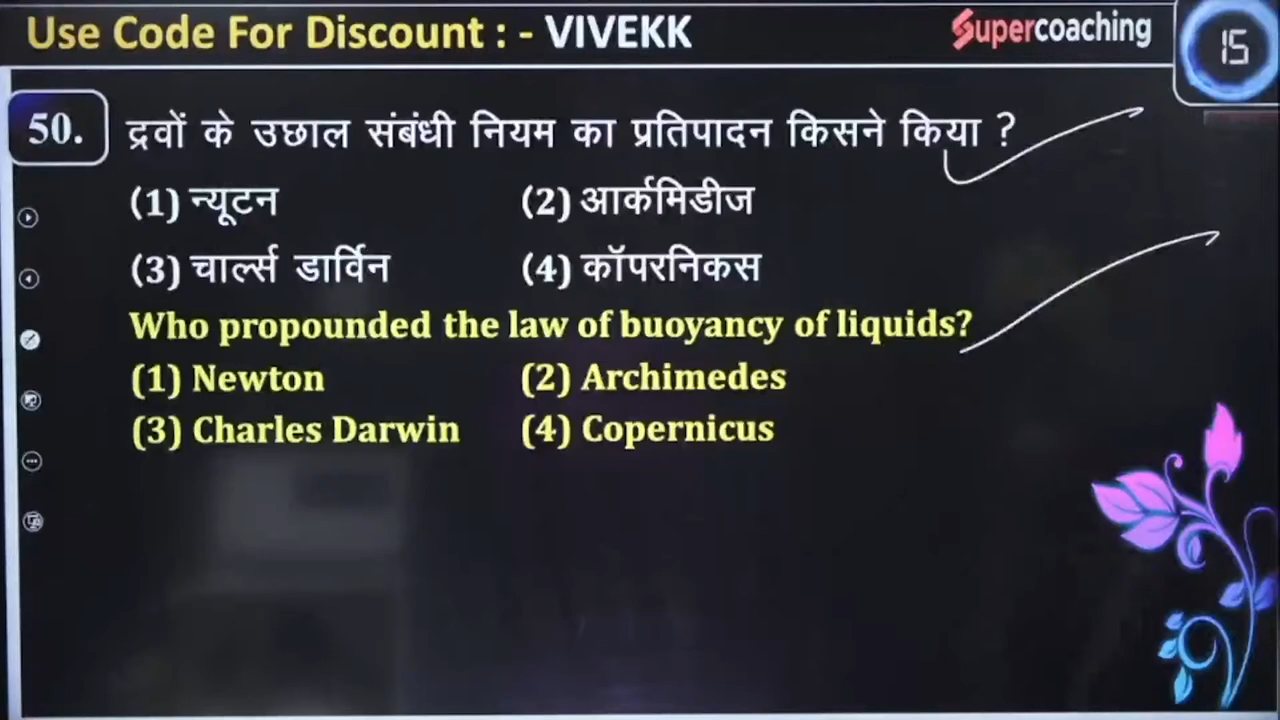 Use Code For Discount : - VIVEKK
Supercoaching
15
50. द्रवों के उछाल संबंधी नियम का प्रतिपादन किसने किया ?
(1) न्यूटन (2) आर्कमिडीज
(3) चार्ल्स डार्विन (4) कॉपरनिकस
Who propounded the law of buoyancy of liquids?
(1) Newton (2) Archimedes
(3) Charles Darwin (4) Copernicus